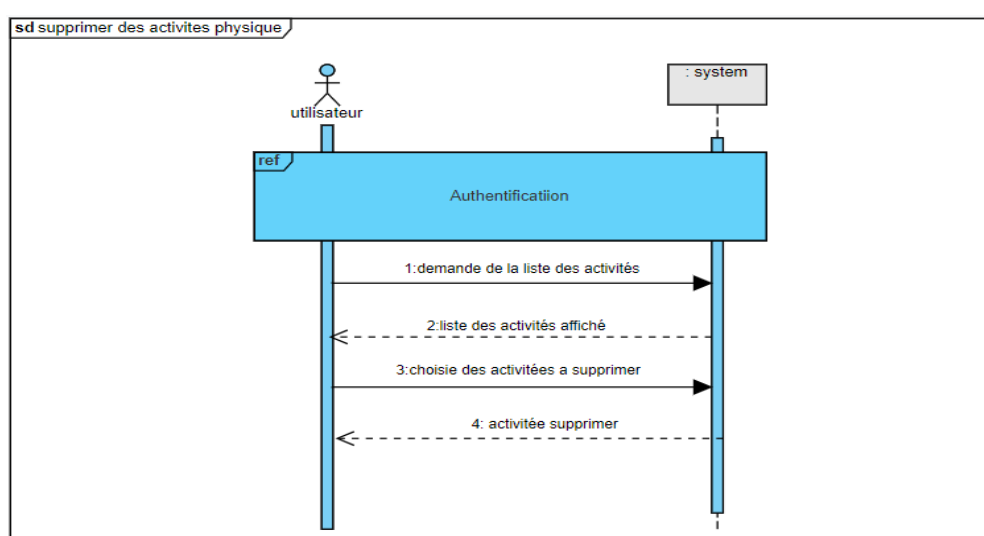 sd supprimer des activites physique
: system
utilisateur
ref
Authentificatiion
1:demande de la liste des activités
2:liste des activités affiché
3:choisie des activitées a supprimer
4: activitée supprimer